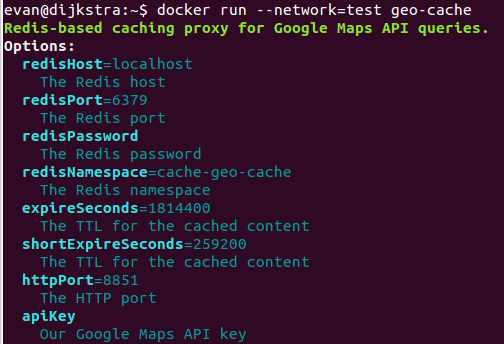 evan@dijkstra:~$ docker run --network=test geo-cache
Redis-based caching proxy for Google Maps API queries.
Options:
redisHost=localhost
The Redis host
redisPort=6379
The Redis port
redisPassword
The Redis password
redisNamespace=cache-geo-cache
The Redis namespace
expireSeconds=1814400
The TTL for the cached content
shortExpireSeconds=259200
The TTL for the cached content
httpPort=8851
The HTTP port
apiKey
Our Google Maps API key